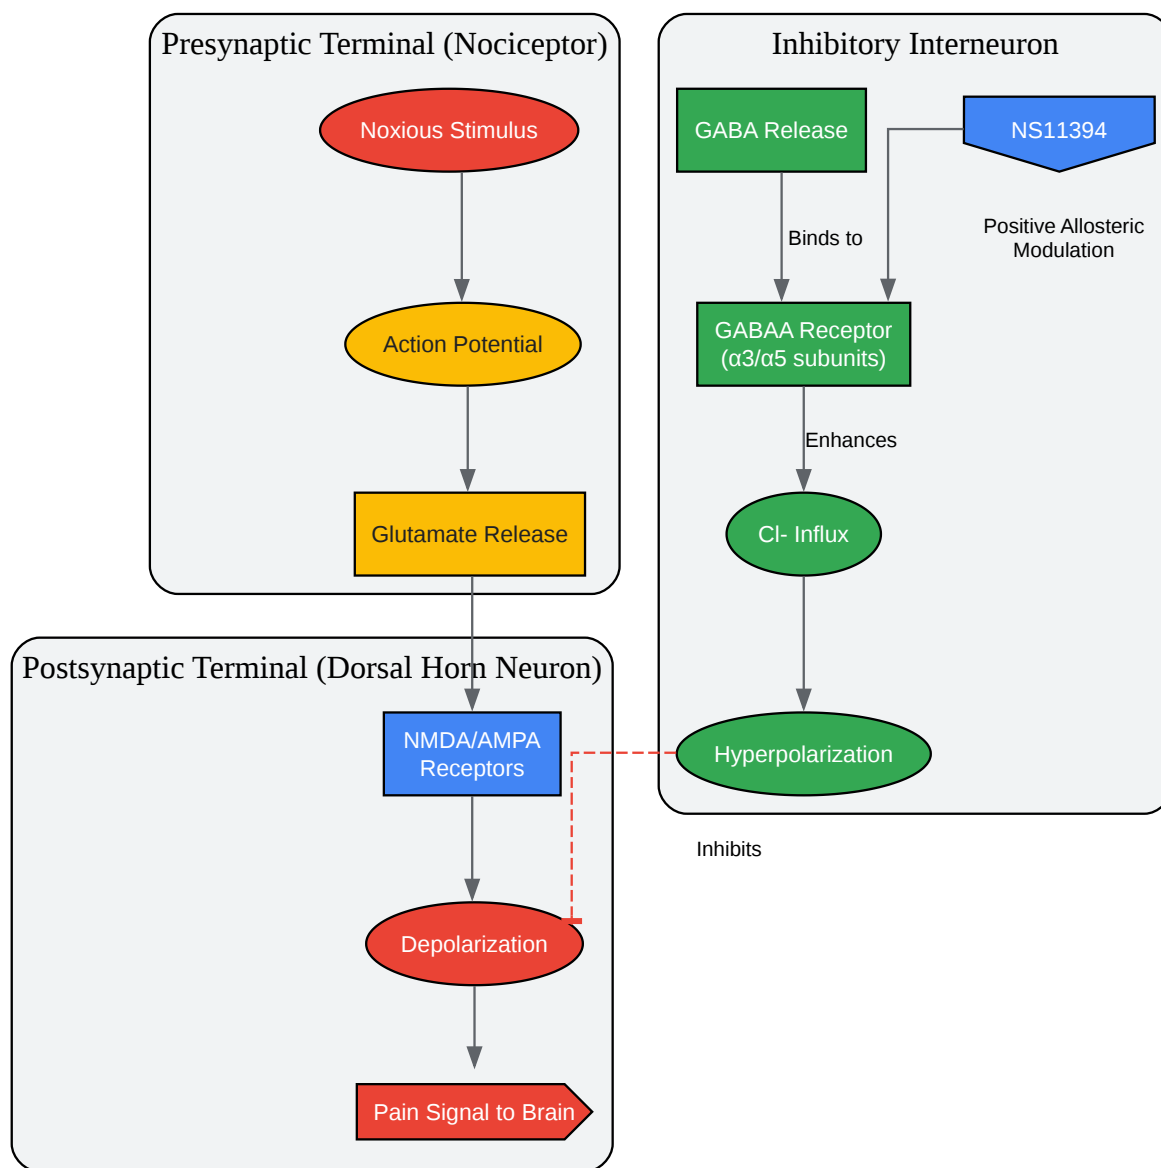 Presynaptic Terminal (Nociceptor)
Noxious Stimulus
Action Potential
Glutamate Release
Inhibitory Interneuron
GABA Release
NS11394
Binds to
Positive Allosteric
Modulation
GABAA Receptor
(α3/α5 subunits)
Enhances
Cl- Influx
Hyperpolarization
Inhibits
Postsynaptic Terminal (Dorsal Horn Neuron)
NMDA/AMPA
Receptors
Depolarization
Pain Signal to Brain